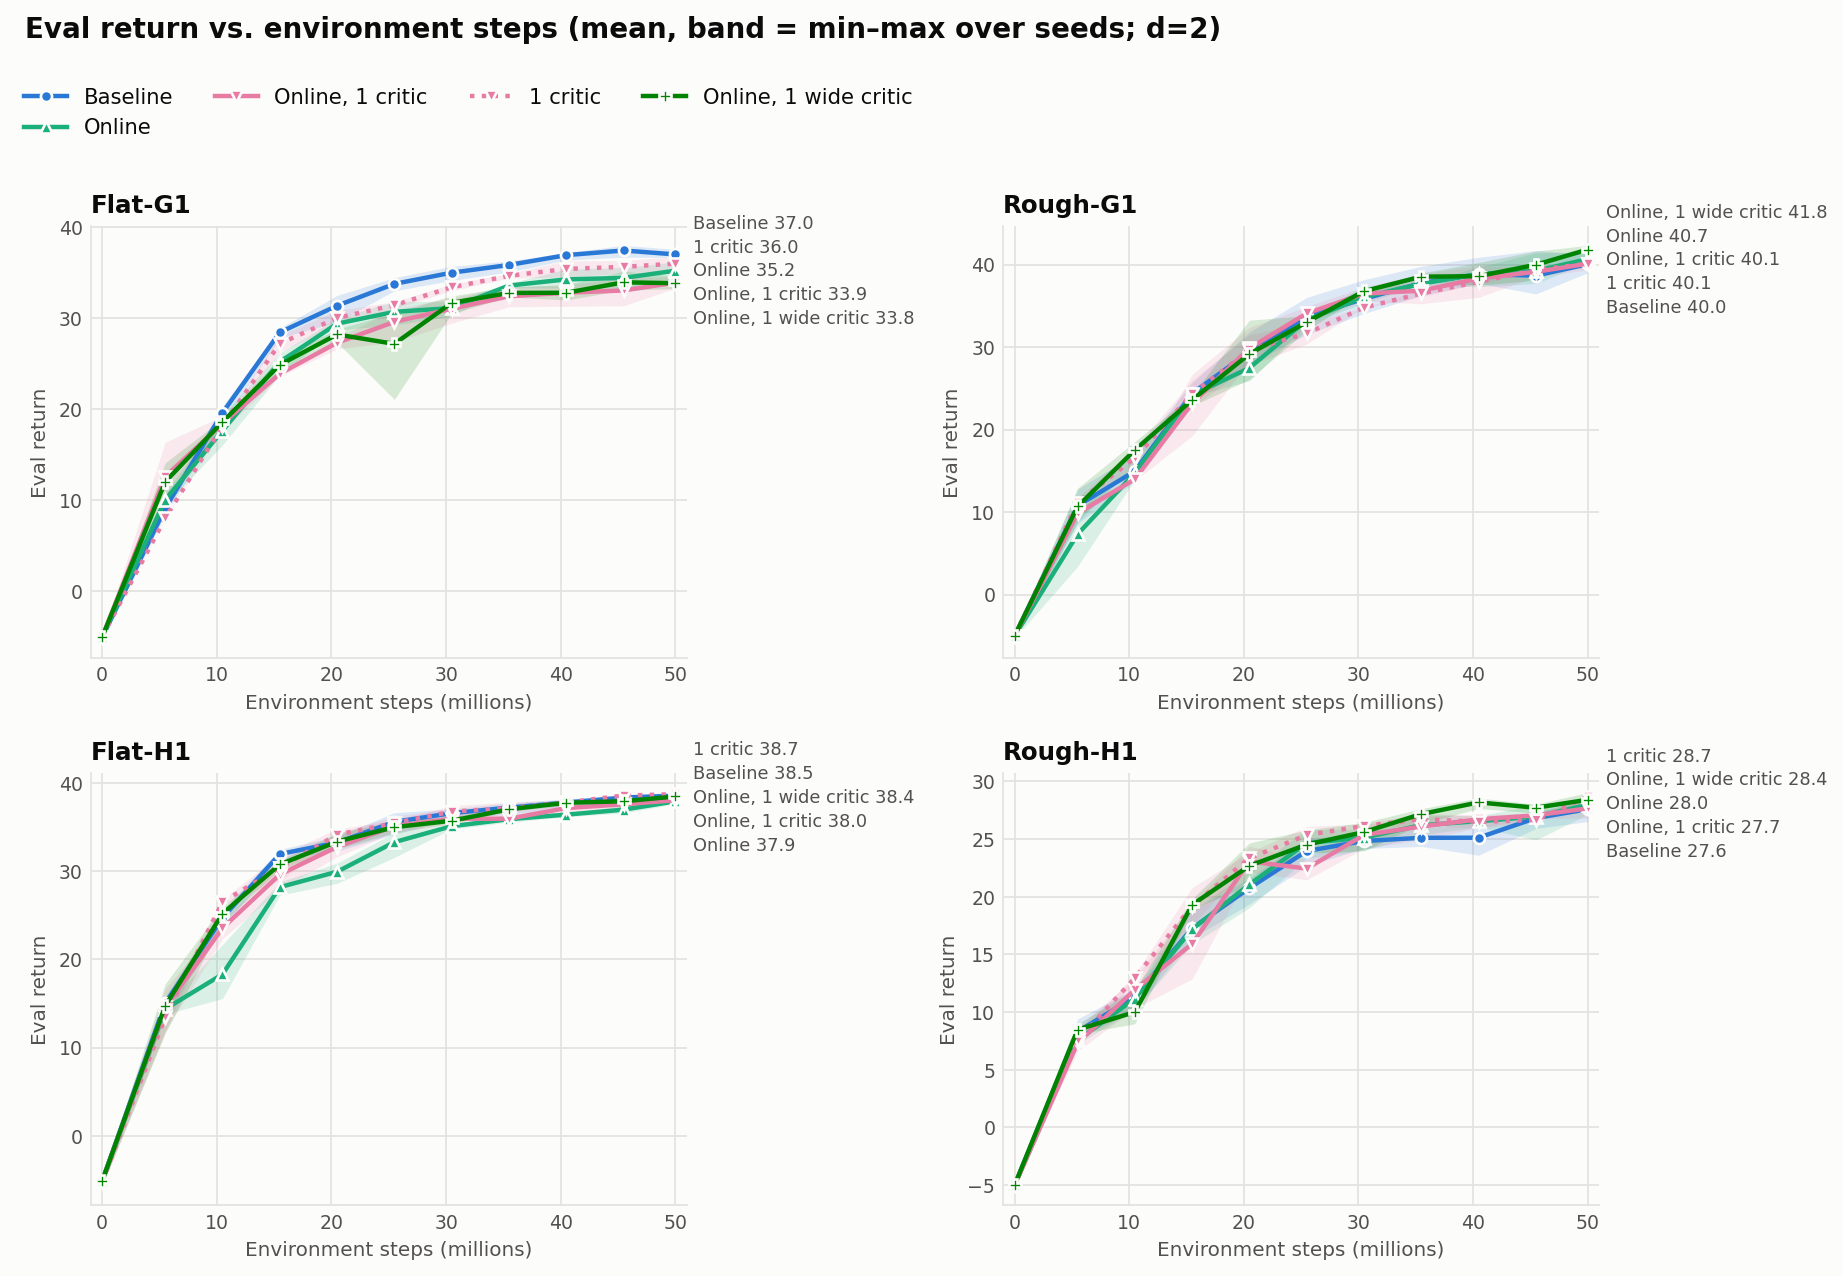 Eval return vs. environment steps (mean, band = min–max over seeds; d=2)
Baseline
Online, 1 critic
1 critic
Online, 1 wide critic
Online
Flat-G1
40
30
20
10
0
Eval return
0 10 20 30 40 50
Environment steps (millions)
Baseline 37.0
1 critic 36.0
Online 35.2
Online, 1 critic 33.9
Online, 1 wide critic 33.8
Rough-G1
40
30
20
10
0
Eval return
0 10 20 30 40 50
Environment steps (millions)
Online, 1 wide critic 41.8
Online 40.7
Online, 1 critic 40.1
1 critic 40.1
Baseline 40.0
Flat-H1
40
30
20
10
0
Eval return
0 10 20 30 40 50
Environment steps (millions)
1 critic 38.7
Baseline 38.5
Online, 1 wide critic 38.4
Online, 1 critic 38.0
Online 37.9
Rough-H1
30
25
20
15
10
5
0
−5
Eval return
0 10 20 30 40 50
Environment steps (millions)
1 critic 28.7
Online, 1 wide critic 28.4
Online 28.0
Online, 1 critic 27.7
Baseline 27.6